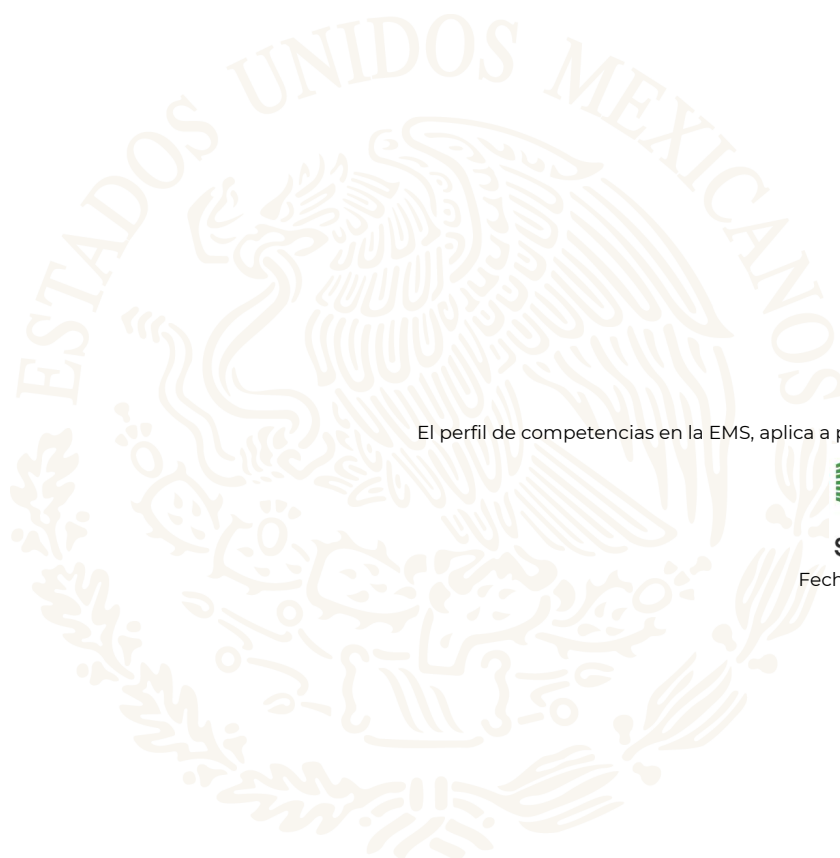 ESTADOS UNIDOS MEXICANOS
El perfil de competencias en la EMS, aplica a p
S
Fech